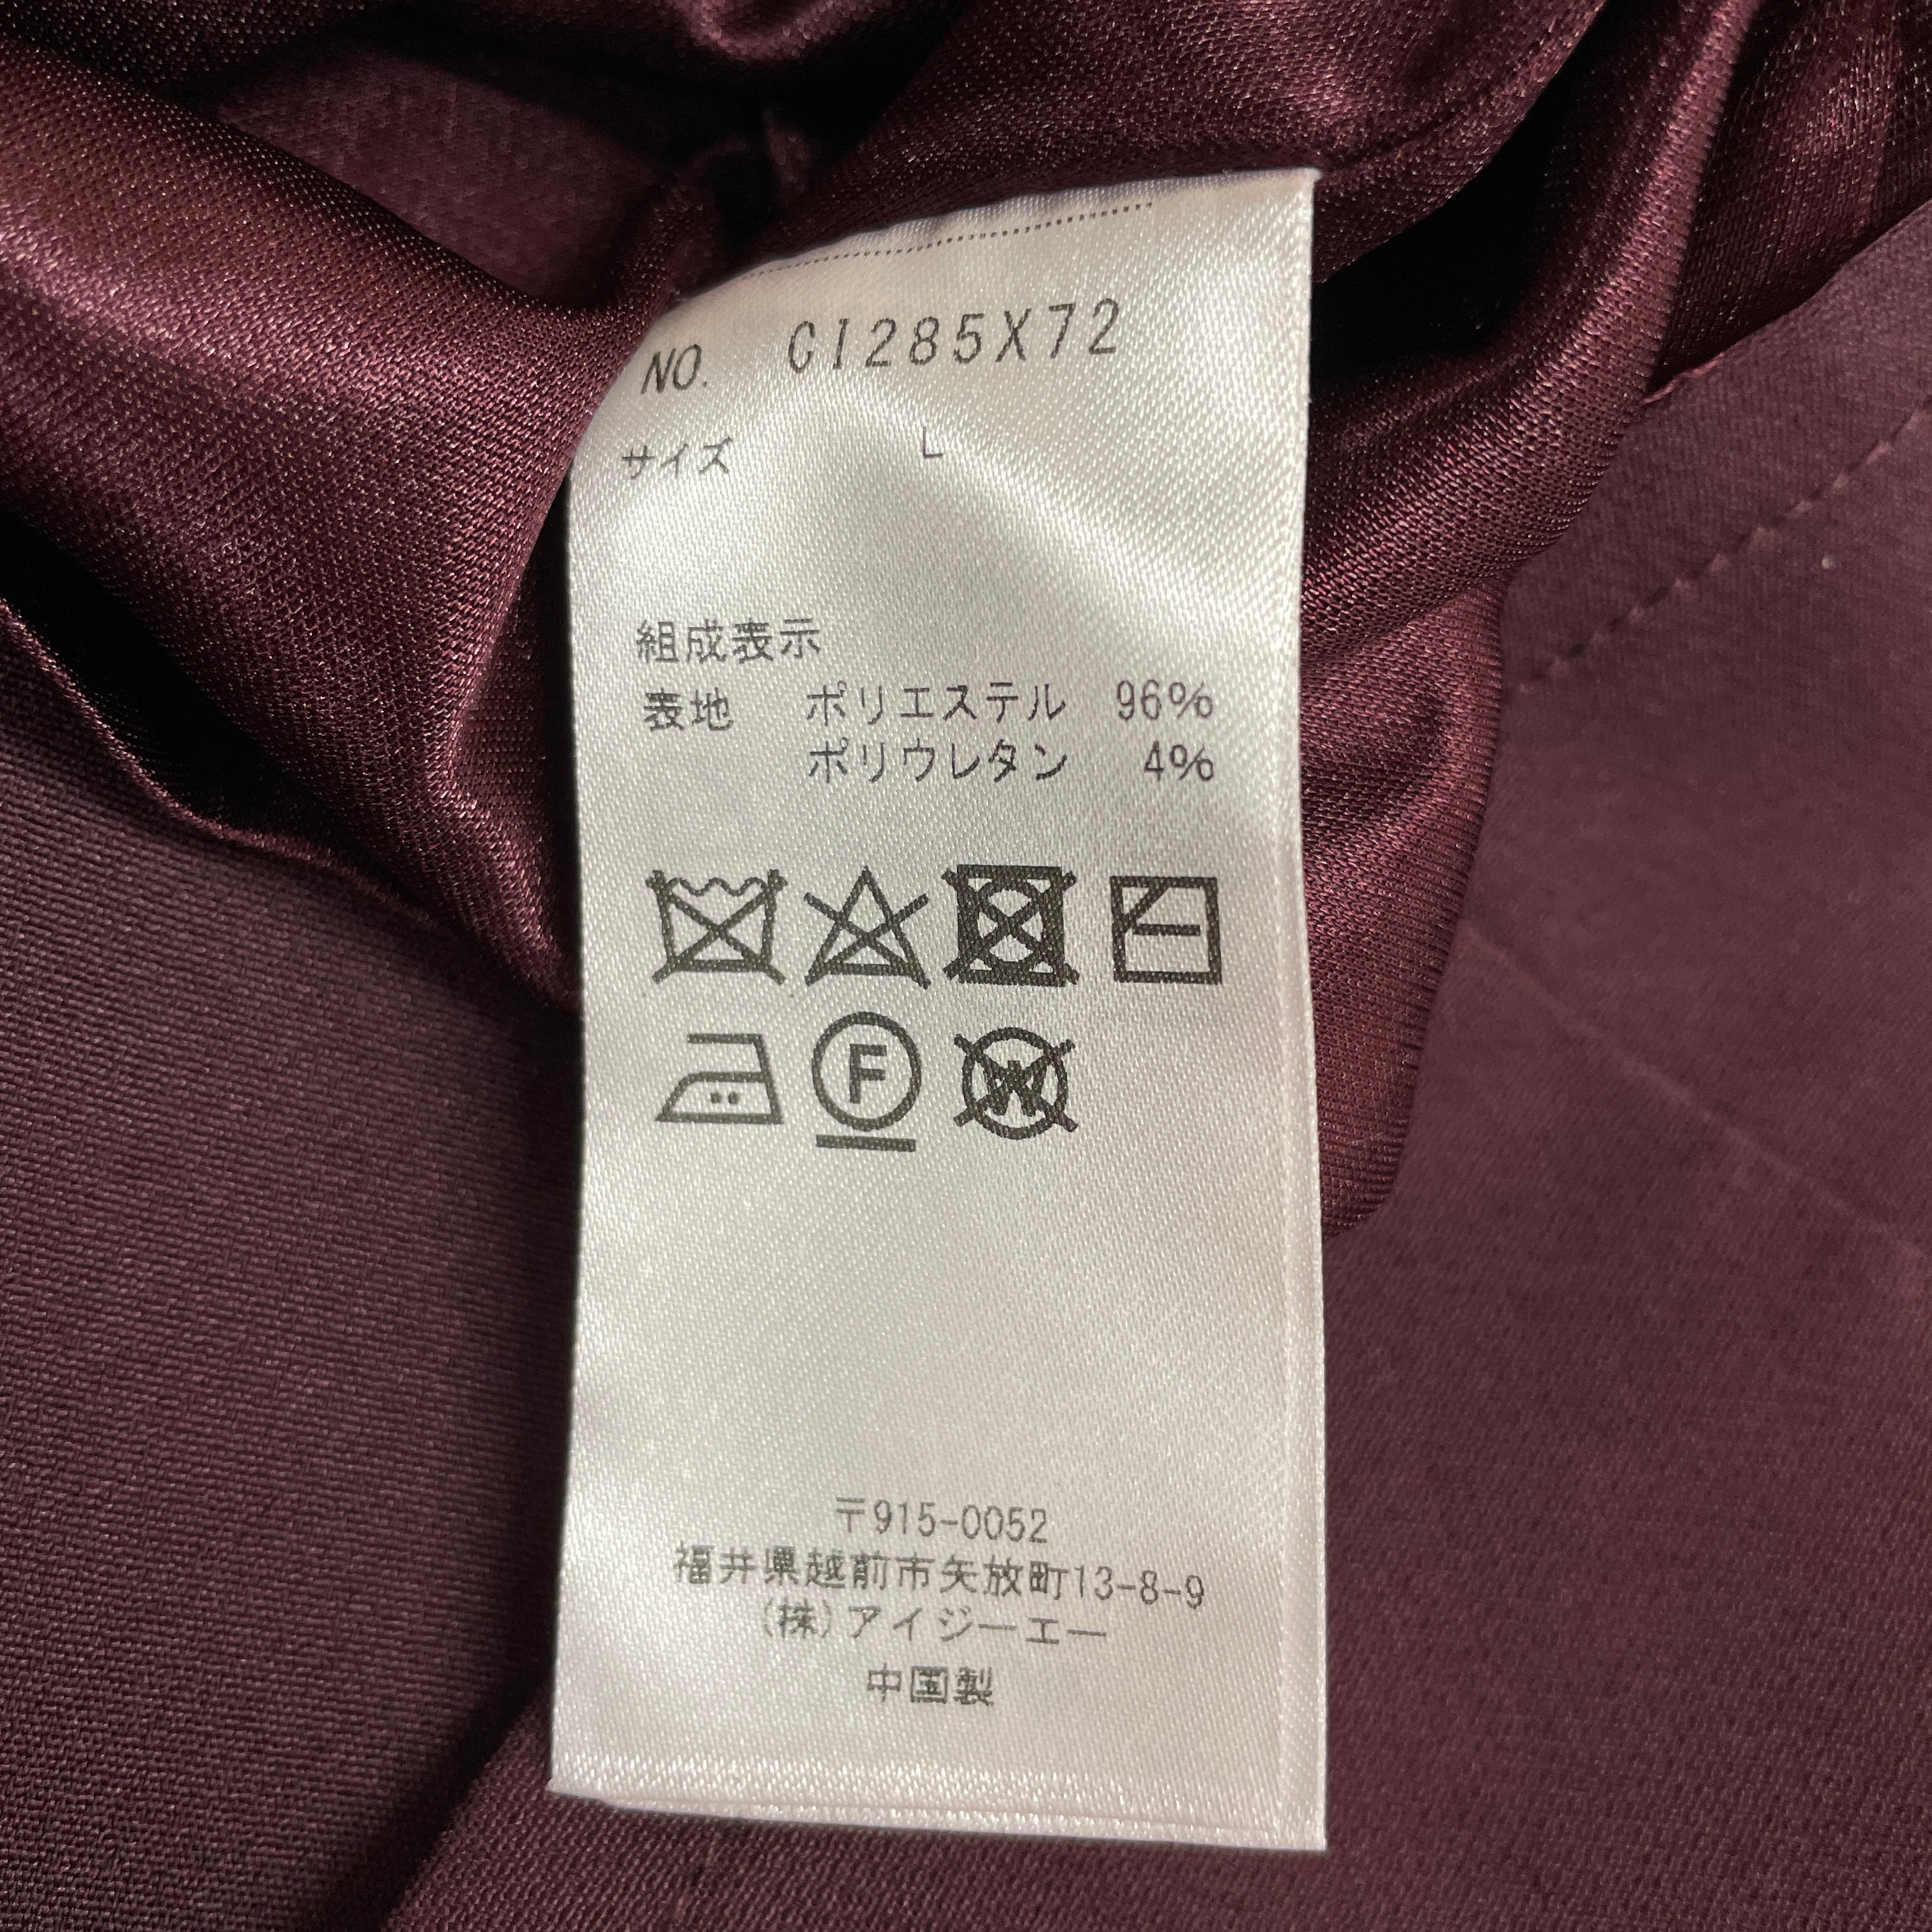 NO. CI285X72
サイズ L
組成表示
表地 ポリエステル 96%
ポリウレタン 4%
F
W
〒915-0052
福井県越前市矢放町13-8-9
(株)アイジーエー
中国製